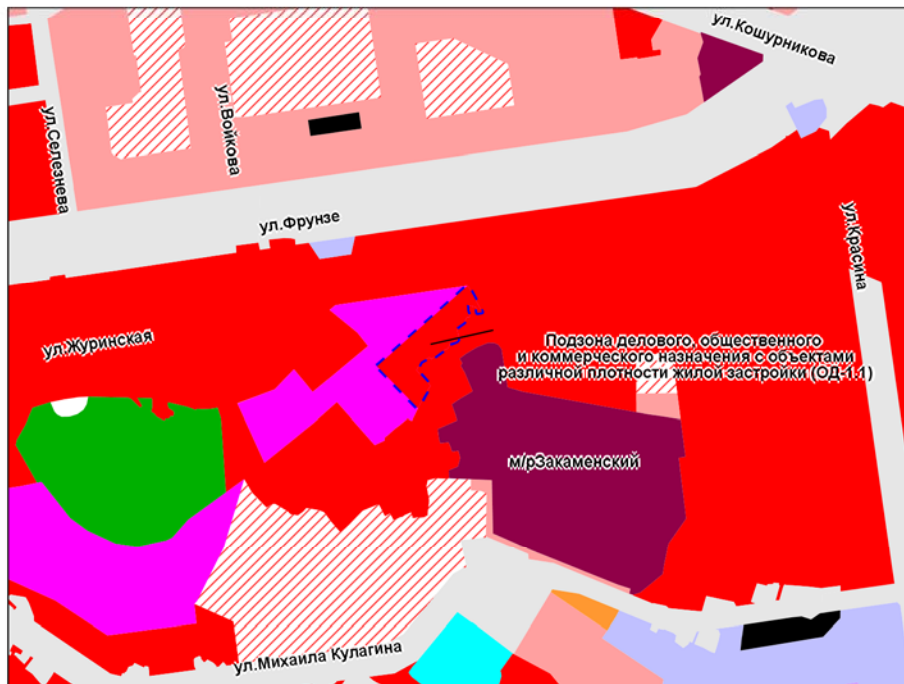 ул.Кошурникова
ул.Селезнева
ул.Войкова
ул.Фрунзе
ул.Красина
ул.Журинская
Подзона делового, общественного
и коммерческого назначения с объектами
различной плотности жилой застройки (ОД-1.1)
м/рЗакаменский
ул.Михаила Кулагина